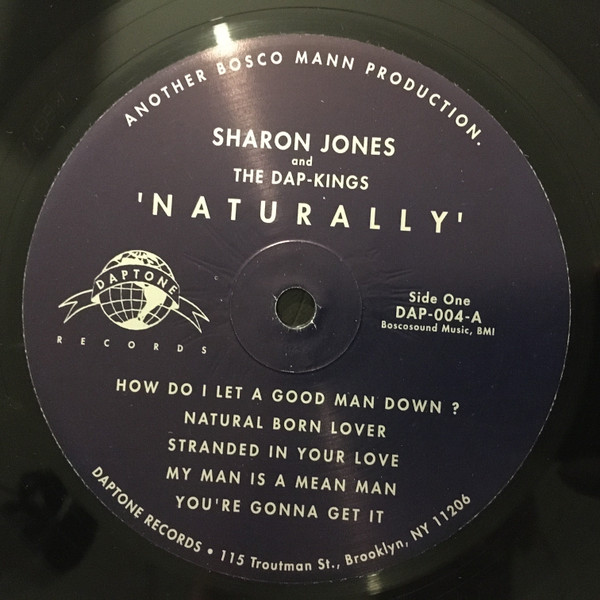 ANOTHER BOSCO MANN PRODUCTION.
SHARON JONES
and
THE DAP-KINGS
'NATURALLY'
DAPTONE
RECORDS
Side One
DAP-004-A
Boscosound Music, BMI
HOW DO I LET A GOOD MAN DOWN ?
NATURAL BORN LOVER
STRANDED IN YOUR LOVE
MY MAN IS A MEAN MAN
YOU'RE GONNA GET IT
DAPTONE RECORDS • 115 Troutman St., Brooklyn, NY 11206